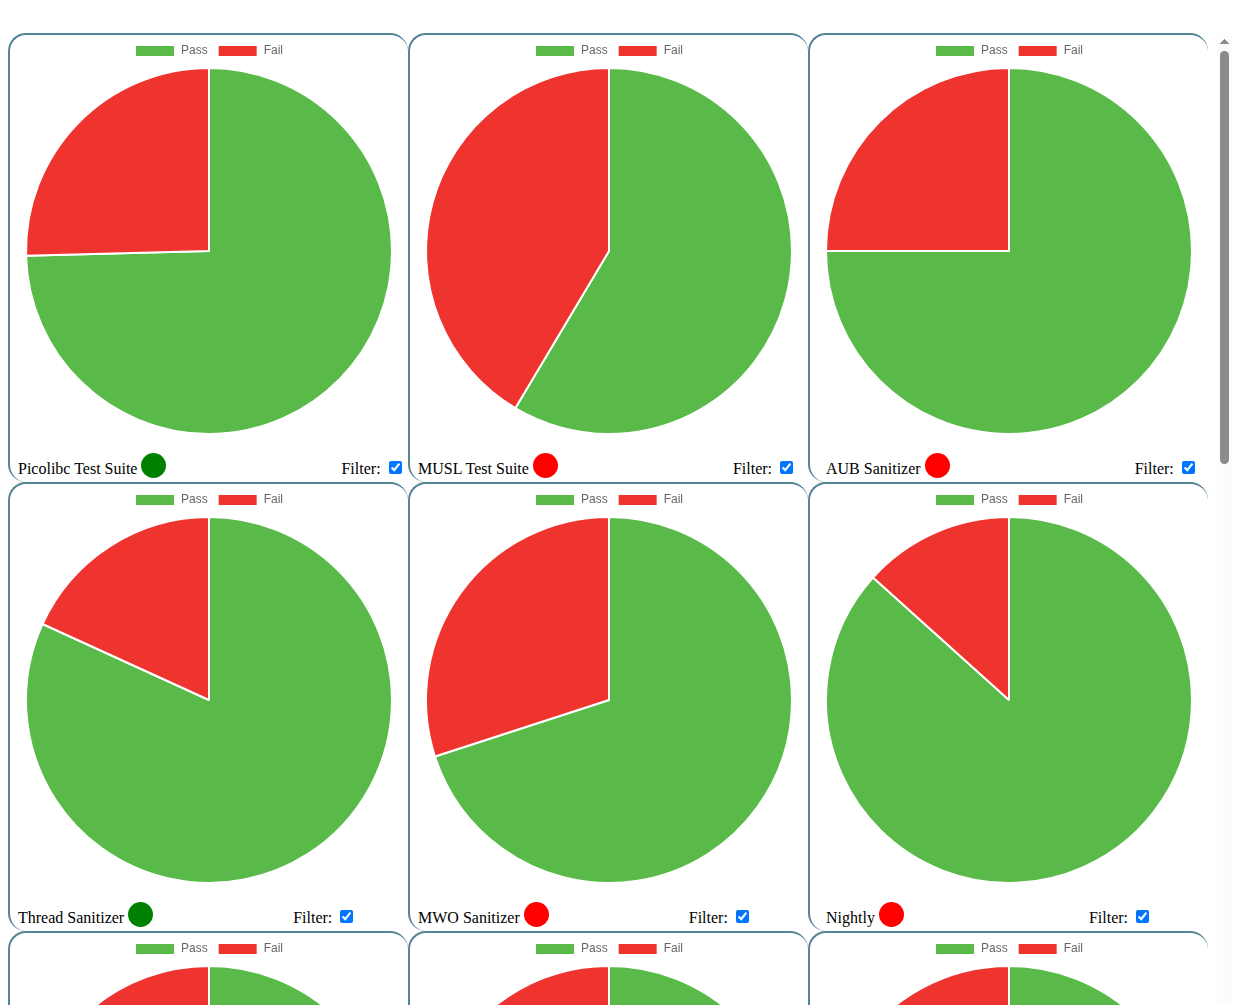 Pass Fail
Pass Fail
Pass Fail
Picolibc Test Suite Filter:
MUSL Test Suite Filter:
AUB Sanitizer Filter:
Pass Fail
Pass Fail
Pass Fail
Thread Sanitizer Filter:
MWO Sanitizer Filter:
Nightly Filter:
Pass Fail
Pass Fail
Pass Fail